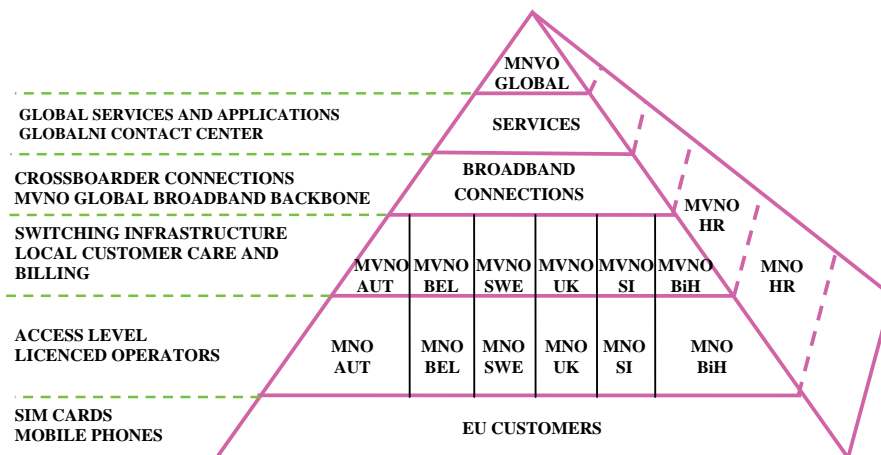 MNVO
GLOBAL
GLOBAL SERVICES AND APPLICATIONS
GLOBALNI CONTACT CENTER
SERVICES
CROSSBOARDER CONNECTIONS
MVNO GLOBAL BROADBAND BACKBONE
BROADBAND
CONNECTIONS
MVNO
HR
SWITCHING INFRASTRUCTURE
LOCAL CUSTOMER CARE AND
BILLING
MVNO
AUT
MVNO
BEL
MVNO
SWE
MVNO
UK
MVNO
SI
MVNO
BiH
MNO
HR
ACCESS LEVEL
LICENCED OPERATORS
MNO
AUT
MNO
BEL
MNO
SWE
MNO
UK
MNO
SI
MNO
BiH
SIM CARDS
MOBILE PHONES
EU CUSTOMERS